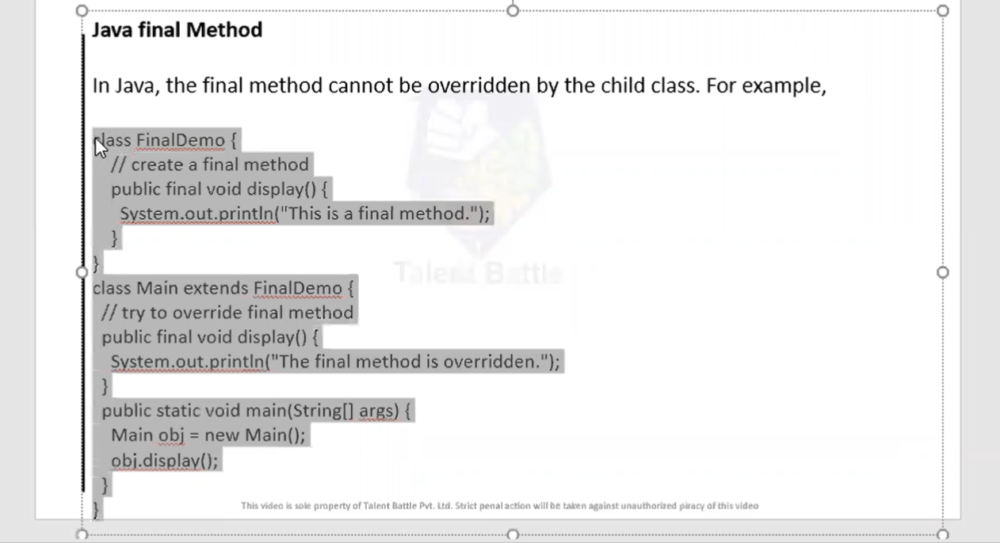 Java final Method
In Java, the final method cannot be overridden by the child class. For example,
class FinalDemo {
// create a final method
public final void display() {
System.out.println("This is a final method.");
}
}
class Main extends FinalDemo {
// try to override final method
public final void display() {
System.out.println("The final method is overridden.");
}
public static void main(String[] args) {
Main obj = new Main();
obj.display();
}
}
Talent Battle
This video is sole property of Talent Battle Pvt. Ltd. Strict penal action will be taken against unauthorized piracy of this video